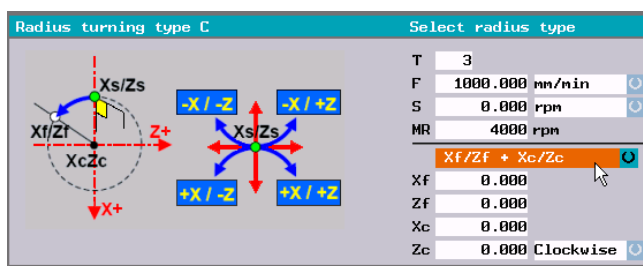 Radius turning type C
Select radius type
Xs/Zs
Xf/Zf
Z+
XcZc
X+
-X / -Z
-X / +Z
Xs/Zs
+X / -Z
+X / +Z
T 3
F 1000.000 mm/min
S 0.000 rpm
MR 4000 rpm
Xf/Zf + Xc/Zc
Xf 0.000
Zf 0.000
Xc 0.000
Zc 0.000 Clockwise